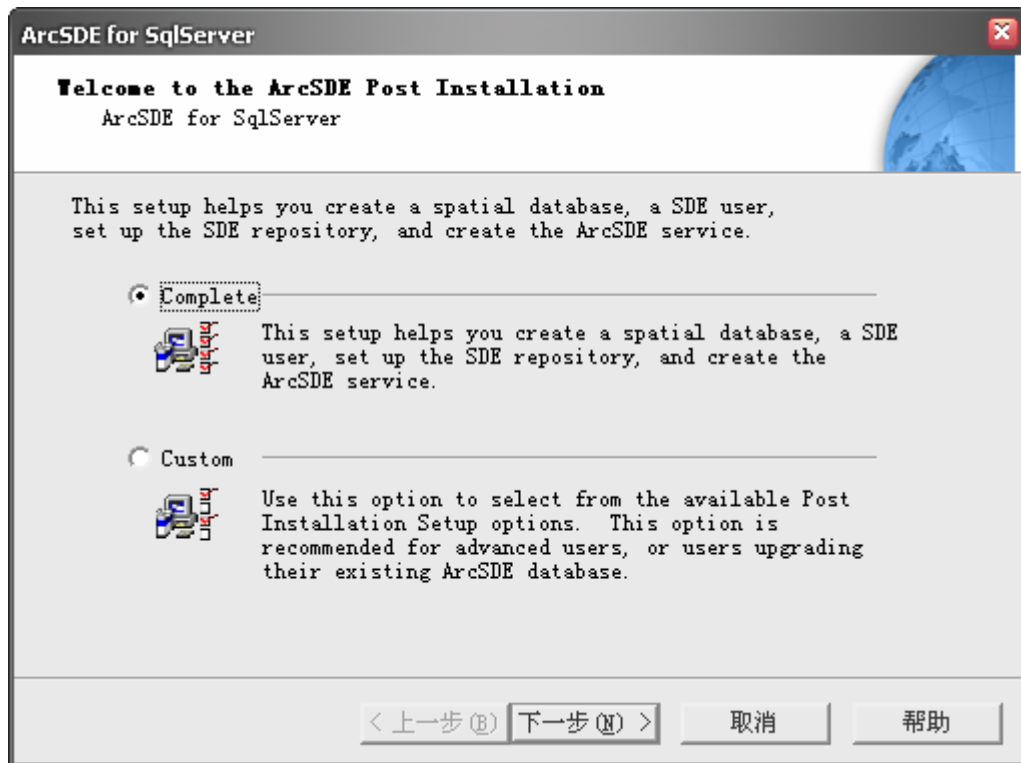 ArcSDE for SqlServer
Welcome to the ArcSDE Post Installation
ArcSDE for SqlServer
This setup helps you create a spatial database, a SDE user,
set up the SDE repository, and create the ArcSDE service.
Complete
This setup helps you create a spatial database, a SDE
user, set up the SDE repository, and create the
ArcSDE service.
Custom
Use this option to select from the available Post
Installation Setup options.  This option is
recommended for advanced users, or users upgrading
their existing ArcSDE database.
< 上一步(B) 下一步(N) > 取消 帮助